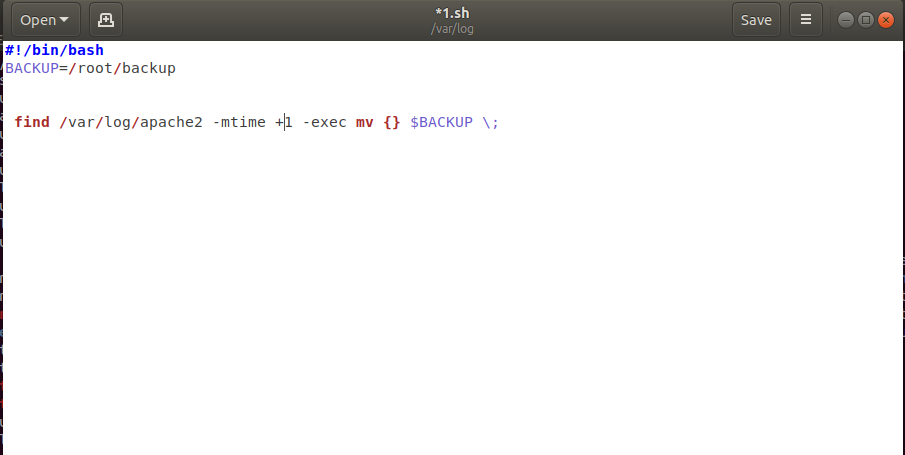 Open
*1.sh
/var/log
Save
#!/bin/bash
BACKUP=/root/backup
find /var/log/apache2 -mtime +1 -exec mv {} $BACKUP \;